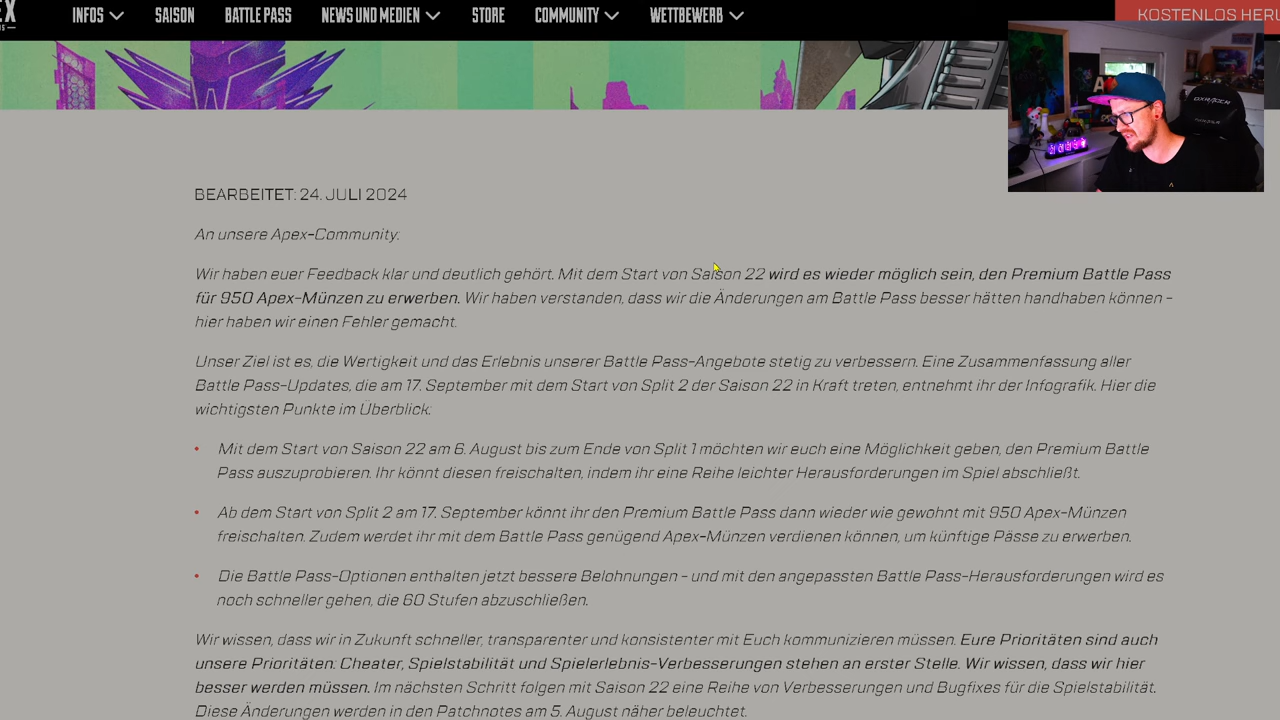 EX
INFOS SAISON BATTLE PASS NEWS UND MEDIEN STORE COMMUNITY WETTBEWERB
BEARBEITET: 24. JULI 2024
An unsere Apex-Community:
Wir haben euer Feedback klar und deutlich gehört. Mit dem Start von Saison 22 wird es wieder möglich sein, den Premium Battle Pass
für 950 Apex-Münzen zu erwerben. Wir haben verstanden, dass wir die Änderungen am Battle Pass besser hätten handhaben können -
hier haben wir einen Fehler gemacht.
Unser Ziel ist es, die Wertigkeit und das Erlebnis unserer Battle Pass-Angebote stetig zu verbessern. Eine Zusammenfassung aller
Battle Pass-Updates, die am 17. September mit dem Start von Split 2 der Saison 22 in Kraft treten, entnehmt ihr der Infografik. Hier die
wichtigsten Punkte im Überblick:
• Mit dem Start von Saison 22 am 6. August bis zum Ende von Split 1 möchten wir euch eine Möglichkeit geben, den Premium Battle
Pass auszuprobieren. Ihr könnt diesen freischalten, indem ihr eine Reihe leichter Herausforderungen im Spiel abschließt.
• Ab dem Start von Split 2 am 17. September könnt ihr den Premium Battle Pass dann wieder wie gewohnt mit 950 Apex-Münzen
freischalten. Zudem werdet ihr mit dem Battle Pass genügend Apex-Münzen verdienen können, um künftige Pässe zu erwerben.
• Die Battle Pass-Optionen enthalten jetzt bessere Belohnungen - und mit den angepassten Battle Pass-Herausforderungen wird es
noch schneller gehen, die 60 Stufen abzuschließen.
Wir wissen, dass wir in Zukunft schneller, transparenter und konsistenter mit Euch kommunizieren müssen. Eure Prioritäten sind auch
unsere Prioritäten. Cheater, Spielstabilität und Spielerlebnis-Verbesserungen stehen an erster Stelle. Wir wissen, dass wir hier
besser werden müssen. Im nächsten Schritt folgen mit Saison 22 eine Reihe von Verbesserungen und Bugfixes für die Spielstabilität.
Diese Änderungen werden in den Patchnotes am 5. August näher beleuchtet.
KOSTENLOS HERU